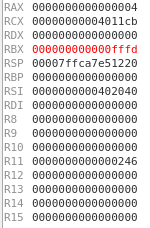 RAX 0000000000000004
RCX 00000000004011cb
RDX 0000000000000000
RBX 000000000000fffd
RSP 00007ffca7e51220
RBP 0000000000000000
RSI 0000000000402040
RDI 0000000000000000
R8 0000000000000000
R9 0000000000000000
R10 0000000000000000
R11 0000000000000246
R12 0000000000000000
R13 0000000000000000
R14 0000000000000000
R15 0000000000000000